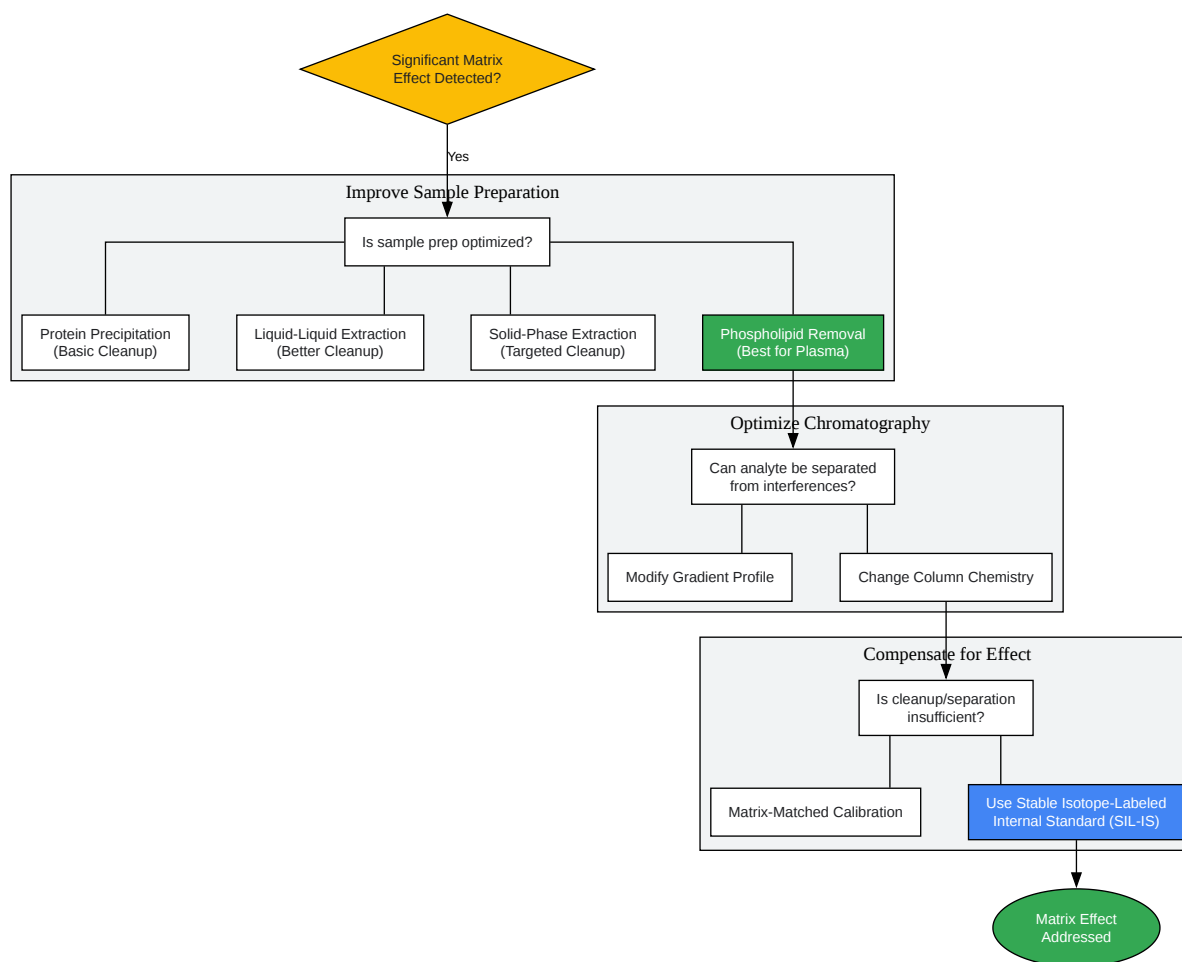 Significant Matrix
Effect Detected?
Yes
Improve Sample Preparation
Is sample prep optimized?
Protein Precipitation
(Basic Cleanup)
Liquid-Liquid Extraction
(Better Cleanup)
Solid-Phase Extraction
(Targeted Cleanup)
Phospholipid Removal
(Best for Plasma)
Optimize Chromatography
Can analyte be separated
from interferences?
Modify Gradient Profile
Change Column Chemistry
Compensate for Effect
Is cleanup/separation
insufficient?
Matrix-Matched Calibration
Use Stable Isotope-Labeled
Internal Standard (SIL-IS)
Matrix Effect
Addressed